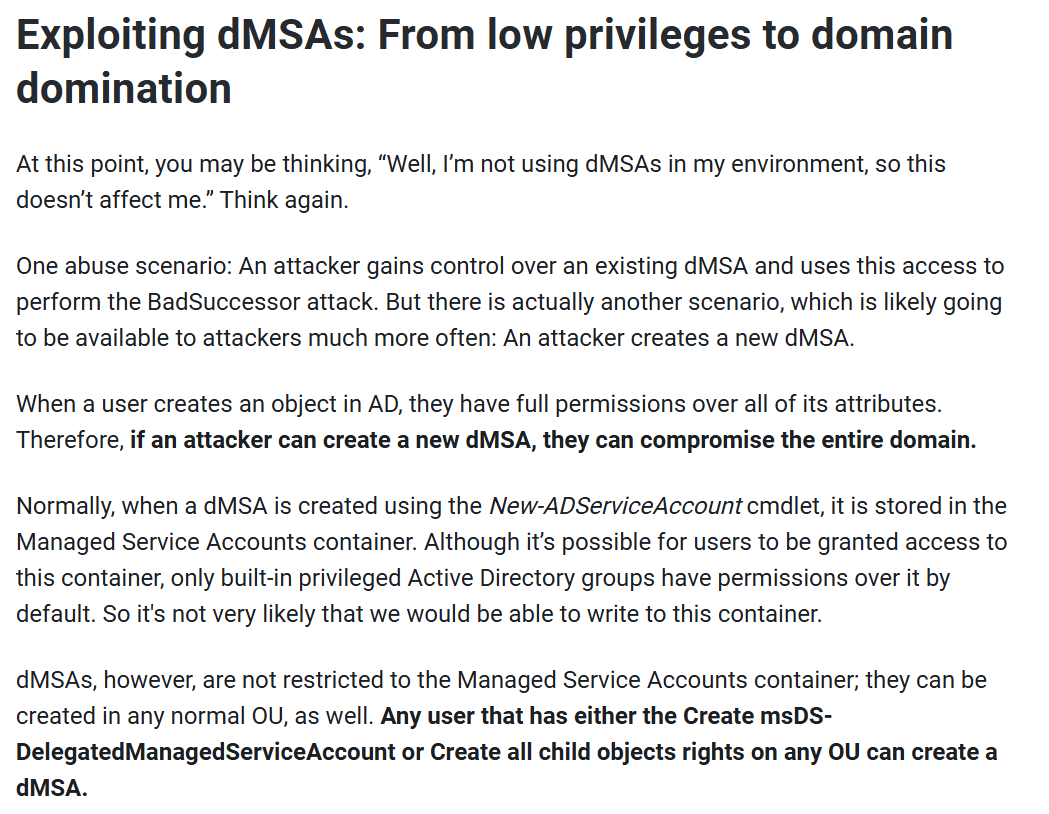 Exploiting dMSAs: From low privileges to domain
domination
At this point, you may be thinking, “Well, I’m not using dMSAs in my environment, so this
doesn’t affect me.” Think again.
One abuse scenario: An attacker gains control over an existing dMSA and uses this access to
perform the BadSuccessor attack. But there is actually another scenario, which is likely going
to be available to attackers much more often: An attacker creates a new dMSA.
When a user creates an object in AD, they have full permissions over all of its attributes.
Therefore, if an attacker can create a new dMSA, they can compromise the entire domain.
Normally, when a dMSA is created using the New-ADServiceAccount cmdlet, it is stored in the
Managed Service Accounts container. Although it’s possible for users to be granted access to
this container, only built-in privileged Active Directory groups have permissions over it by
default. So it's not very likely that we would be able to write to this container.
dMSAs, however, are not restricted to the Managed Service Accounts container; they can be
created in any normal OU, as well. Any user that has either the Create msDS-
DelegatedManagedServiceAccount or Create all child objects rights on any OU can create a
dMSA.